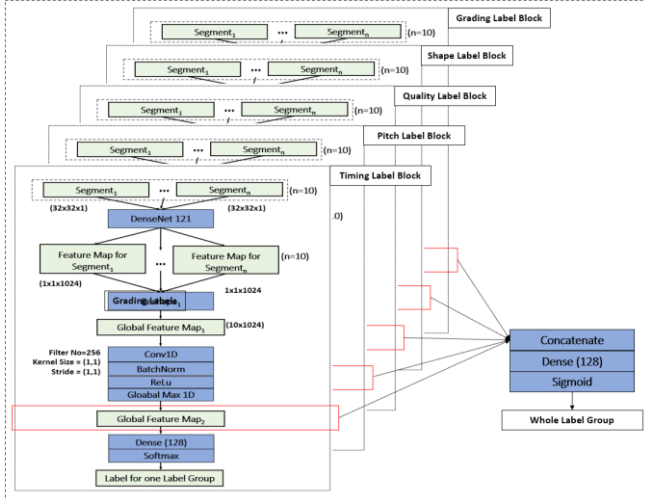 Grading Label Block
Segment1 ... Segmentn (n=10)
Shape Label Block
Segment1 ... Segmentn (n=10)
Quality Label Block
Segment1 ... Segmentn (n=10)
Pitch Label Block
Segment1 ... Segmentn (n=10)
Timing Label Block
Segment1 ... Segmentn (n=10)
(32x32x1) (32x32x1)
DenseNet 121
.0)
Feature Map for Segment1 ... Feature Map for Segmentn (n=10)
(1x1x1024) 1x1x1024
Grading Labels
Global Feature Map1 (10x1024)
Filter No=256
Kernel Size = (1,1)
Stride = (1,1)
Conv1D
BatchNorm
ReLu
Gloabal Max 1D
Global Feature Map2
Dense (128)
Softmax
Label for one Label Group
Concatenate
Dense (128)
Sigmoid
Whole Label Group